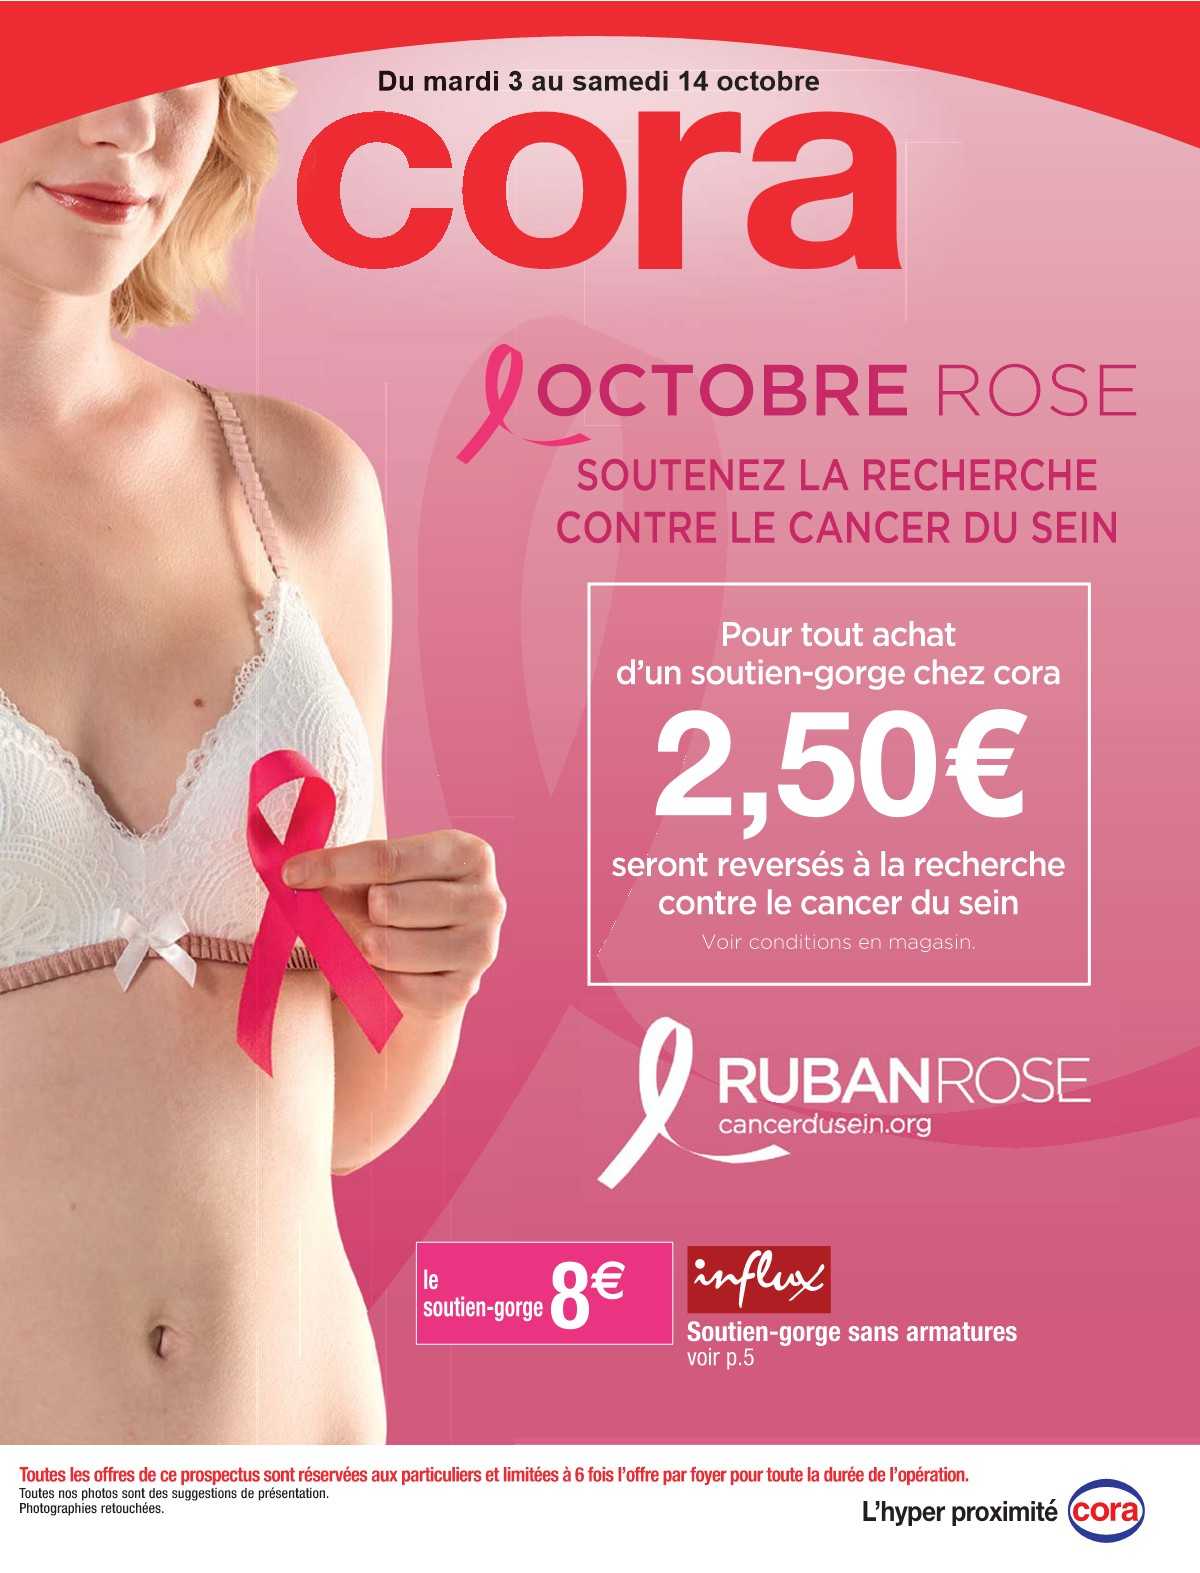 Du mardi 3 au samedi 14 octobre
cora
OCTOBRE ROSE
SOUTENEZ LA RECHERCHE
CONTRE LE CANCER DU SEIN
Pour tout achat
d'un soutien-gorge chez cora
2,50€
seront reversés à la recherche
contre le cancer du sein
Voir conditions en magasin.
RUBANROSE
cancerdusein.org
le
soutien-gorge 8€
influx
Soutien-gorge sans armatures
voir p.5
Toutes les offres de ce prospectus sont réservées aux particuliers et limitées à 6 fois l'offre par foyer pour toute la durée de l'opération.
Toutes nos photos sont des suggestions de présentation.
Photographies retouchées.
L'hyper proximité cora